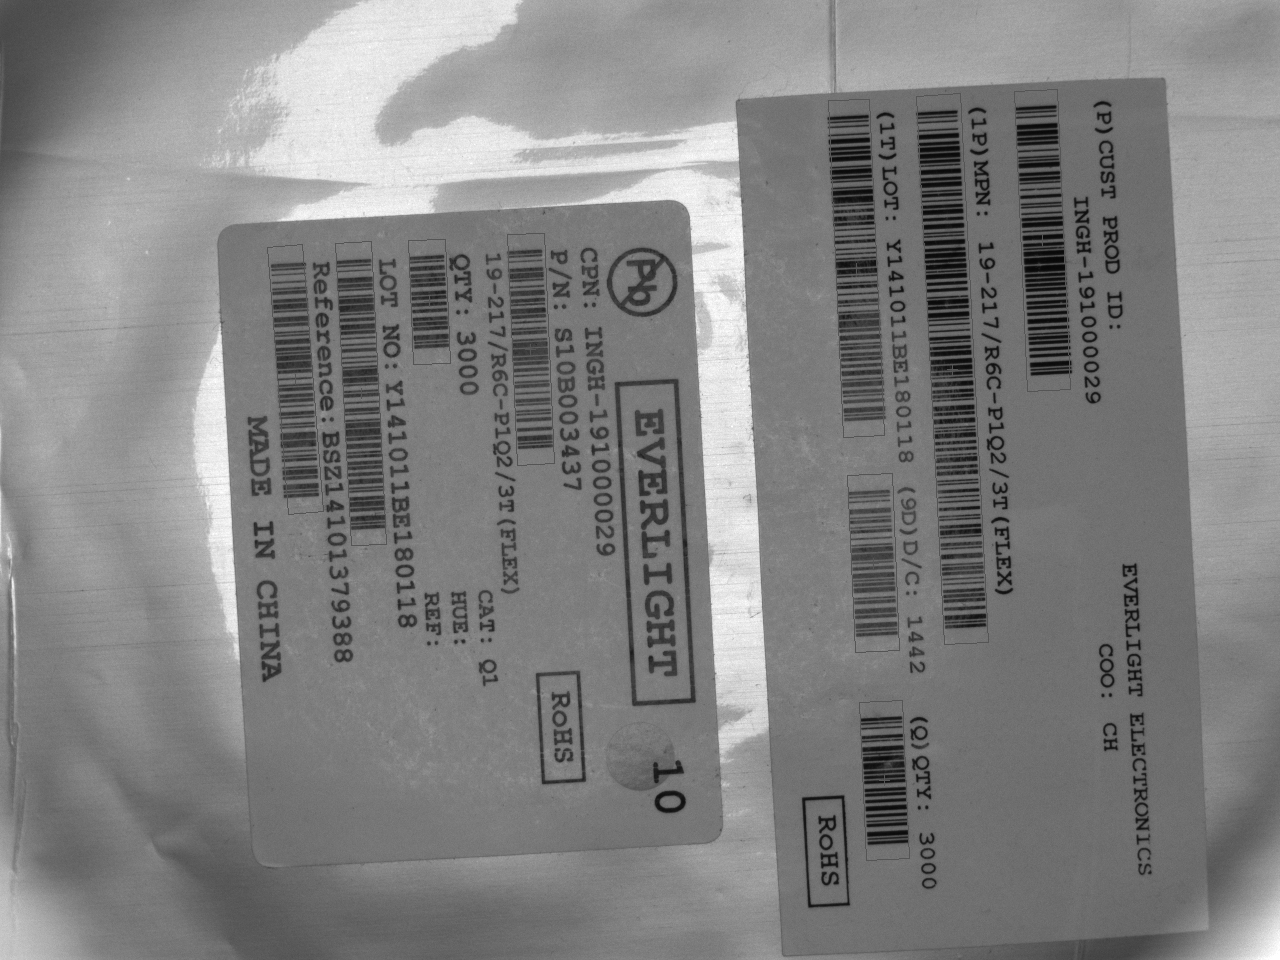 EVERLIGHT ELECTRONICS
COO: CH
(P)CUST PROD ID:
INGH-191000029
(1P)MPN: 19-217/R6C-P1Q2/3T(FLEX)
(1T)LOT: Y141011BE180118 (9D)D/C: 1442 (Q)QTY: 3000
RoHS
Pb
EVERLIGHT
10
CPN: INGH-191000029
P/N: S10B003437
RoHS
19-217/R6C-P1Q2/3T(FLEX)
CAT: Q1
QTY: 3000
HUE:
REF:
LOT NO: Y141011BE180118
Reference: BSZ14101379388
MADE IN CHINA